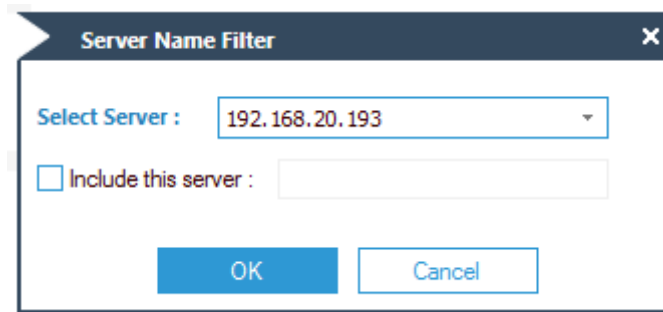 Server Name Filter
Select Server : 192.168.20.193
Include this server :
OK Cancel